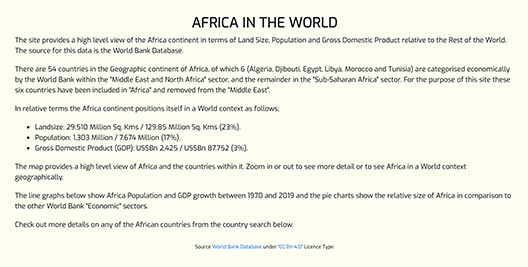 AFRICA IN THE WORLD
The site provides a high level view of the Africa continent in terms of Land Size, Population and Gross Domestic Product relative to the Rest of the World.
The source for this data is the World Bank Database.
There are 54 countries in the Geographic continent of Africa, of which 6 (Algeria, Djibouti, Egypt, Libya, Morocco and Tunisia) are categorised economically
by the World Bank within the "Middle East and North Africa" sector, and the remainder in the "Sub-Saharan Africa" sector. For the purpose of this site these
six countries have been included in "Africa" and removed from the "Middle East".
In relative terms the Africa continent positions itself in a World context as follows;
• Landsize: 29.510 Million Sq. Kms / 129.85 Million Sq. Kms (23%).
• Population: 1,303 Million / 7.674 Million (17%).
• Gross Domestic Product (GDP): US$Bn 2,425 / US$Bn 87.752 (3%).
The map provides a high level view of Africa and the countries within it. Zoom in or out to see more detail or to see Africa in a World context
geographically.
The line graphs below show Africa Population and GDP growth between 1970 and 2019 and the pie charts show the relative size of Africa in comparison to
the other World Bank "Economic" sectors.
Check out more details on any of the African countries from the country search below.
Source World Bank Database under "CC BY-4.0" Licence Type.